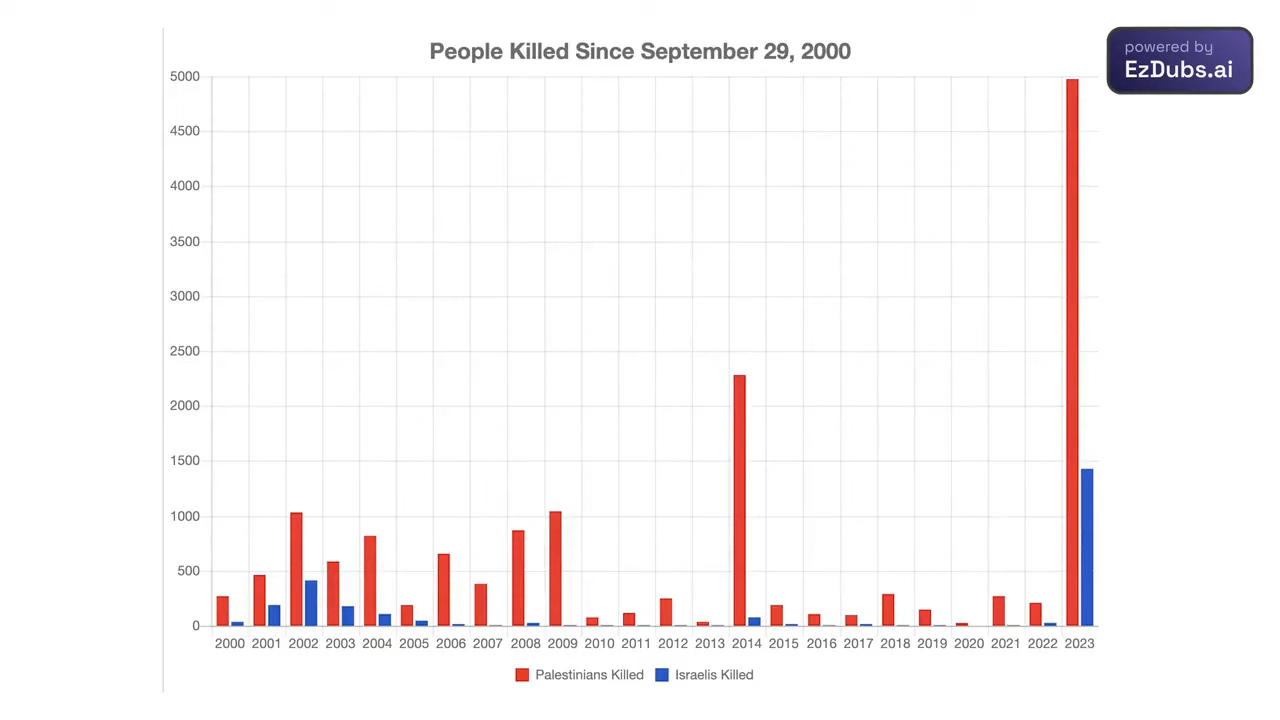 People Killed Since September 29, 2000
powered by
EzDubs.ai
5000
4500
4000
3500
3000
2500
2000
1500
1000
500
0
2000 2001 2002 2003 2004 2005 2006 2007 2008 2009 2010 2011 2012 2013 2014 2015 2016 2017 2018 2019 2020 2021 2022 2023
Palestinians Killed Israelis Killed